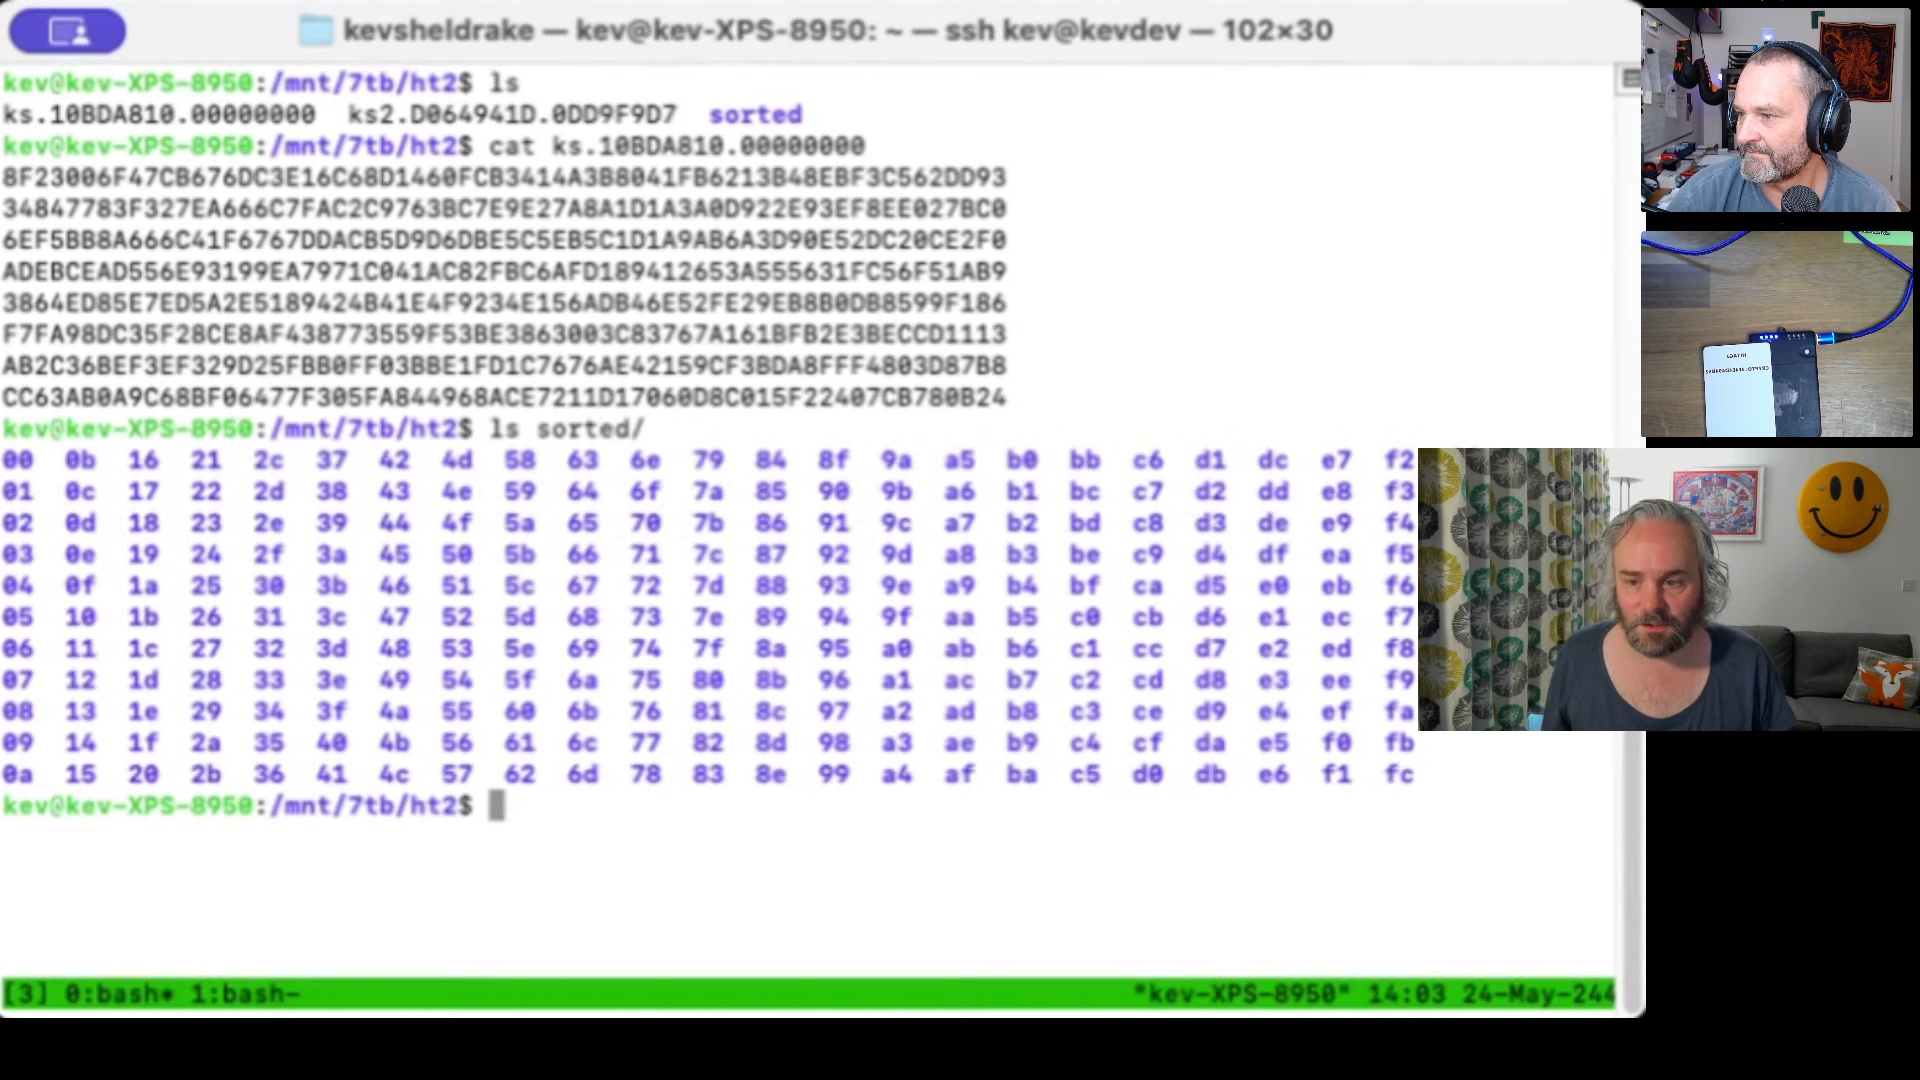 kevsheldrake — kev@kev-XPS-8950: ~ — ssh kev@kevdev — 102×30
kev@kev-XPS-8950:/mnt/7tb/ht2$ ls
ks.10BDA810.00000000 ks2.D064941D.0DD9F9D7 sorted
kev@kev-XPS-8950:/mnt/7tb/ht2$ cat ks.10BDA810.00000000
8F23006F47CB676DC3E16C68D1460FCB3414A3B8041FB6213B48EBF3C562DD93
34847783F327EA666C7FAC2C9763BC7E9E27A8A1D1A3A0D922E93EF8EE027BC0
6EF5BB8A666C41F6767DDACB5D9D6DBE5C5EB5C1D1A9AB6A3D90E52DC20CE2F0
ADEBCEAD556E93199EA7971C041AC82FBC6AFD189412653A555631FC56F51AB9
3864ED85E7ED5A2E5189424B41E4F9234E156ADB46E52FE29EB8B0DB8599F186
F7FA98DC35F28CE8AF438773559F53BE3863003C83767A161BFB2E3BECCD1113
AB2C36BEF3EF329D25FBB0FF03BBE1FD1C7676AE42159CF3BDA8FFF4803D87B8
CC63AB0A9C68BF06477F305FA844968ACE7211D17060D8C015F22407CB780B24
kev@kev-XPS-8950:/mnt/7tb/ht2$ ls sorted/
00 0b 16 21 2c 37 42 4d 58 63 6e 79 84 8f 9a a5 b0 bb c6 d1 dc e7 f2
01 0c 17 22 2d 38 43 4e 59 64 6f 7a 85 90 9b a6 b1 bc c7 d2 dd e8 f3
02 0d 18 23 2e 39 44 4f 5a 65 70 7b 86 91 9c a7 b2 bd c8 d3 de e9 f4
03 0e 19 24 2f 3a 45 50 5b 66 71 7c 87 92 9d a8 b3 be c9 d4 df ea f5
04 0f 1a 25 30 3b 46 51 5c 67 72 7d 88 93 9e a9 b4 bf ca d5 e0 eb f6
05 10 1b 26 31 3c 47 52 5d 68 73 7e 89 94 9f aa b5 c0 cb d6 e1 ec f7
06 11 1c 27 32 3d 48 53 5e 69 74 7f 8a 95 a0 ab b6 c1 cc d7 e2 ed f8
07 12 1d 28 33 3e 49 54 5f 6a 75 80 8b 96 a1 ac b7 c2 cd d8 e3 ee f9
08 13 1e 29 34 3f 4a 55 60 6b 76 81 8c 97 a2 ad b8 c3 ce d9 e4 ef fa
09 14 1f 2a 35 40 4b 56 61 6c 77 82 8d 98 a3 ae b9 c4 cf da e5 f0 fb
0a 15 20 2b 36 41 4c 57 62 6d 78 83 8e 99 a4 af ba c5 d0 db e6 f1 fc
kev@kev-XPS-8950:/mnt/7tb/ht2$
[3] 0:bash* 1:bash- "kev-XPS-8950" 14:03 24-May-244